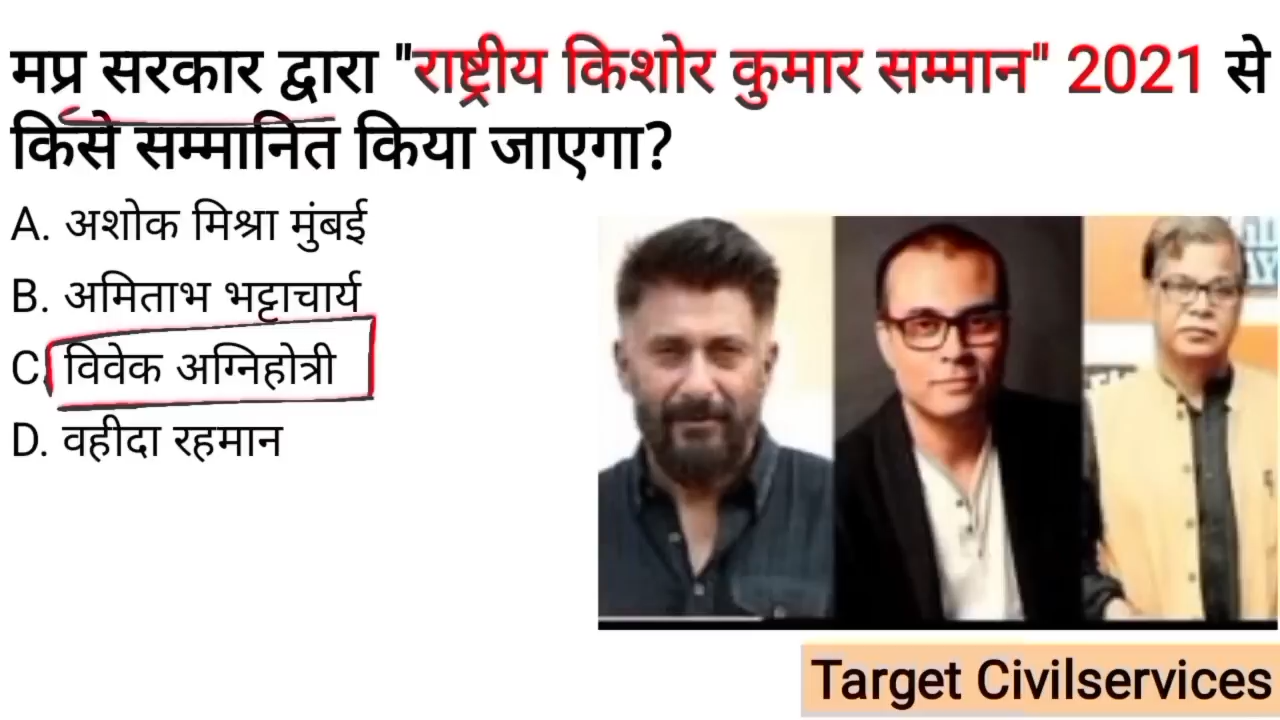 मप्र सरकार द्वारा "राष्ट्रीय किशोर कुमार सम्मान" 2021 से
किसे सम्मानित किया जाएगा?
A. अशोक मिश्रा मुंबई
B. अमिताभ भट्टाचार्य
C. विवेक अग्निहोत्री
D. वहीदा रहमान
Target Civilservices